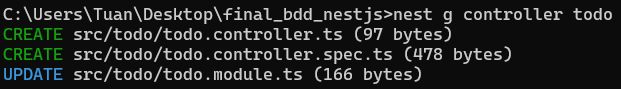 C:\Users\Tuan\Desktop\final_bdd_nestjs>nest g controller todo
CREATE src/todo/todo.controller.ts (97 bytes)
CREATE src/todo/todo.controller.spec.ts (478 bytes)
UPDATE src/todo/todo.module.ts (166 bytes)